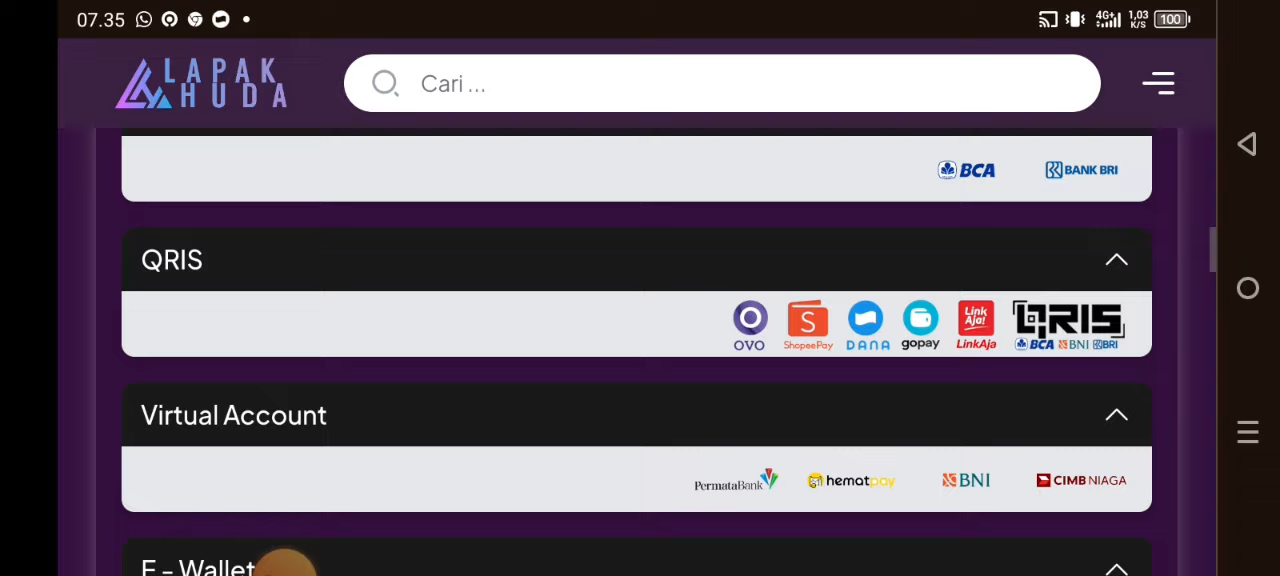 07.35
4G+
1,03
K/S
100
LAPAK
HUDA
Cari ...
BCA
BANK BRI
QRIS
OVO
S
ShopeePay
DANA
gopay
Link
Aja!
LinkAja
QRIS
BCA BNI BRI
Virtual Account
PermataBank
hematpay
BNI
CIMB NIAGA
E - Wallet